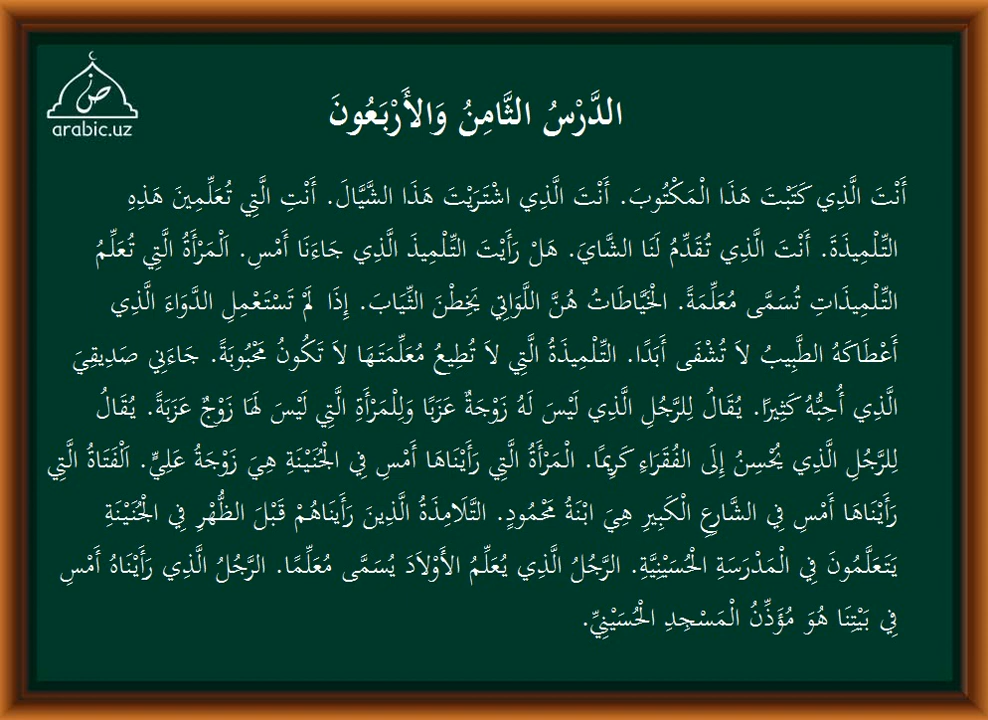 ض
arabic.uz
الدَّرْسُ الثَّامِنُ وَالأَرْبَعُونَ
أَنْتَ الَّذِي كَتَبْتَ هَذَا الْمَكْتُوبَ. أَنْتَ الَّذِي اشْتَرَيْتَ هَذَا الشَّيَّالَ. أَنْتِ الَّتِي تُعَلِّمِينَ هَذِهِ
التِّلْمِيذَةَ. أَنْتَ الَّذِي تُقَدِّمُ لَنَا الشَّايَ. هَلْ رَأَيْتَ التِّلْمِيذَ الَّذِي جَاءَنَا أَمْسِ. اَلْمَرْأَةُ الَّتِي تُعَلِّمُ
التِّلْمِيذَاتِ تُسَمَّى مُعَلِّمَةً. الْخَيَّاطَاتُ هُنَّ اللَّوَاتِي يَخِطْنَ الثِّيَابَ. إِذَا لَمْ تَسْتَعْمِلِ الدَّوَاءَ الَّذِي
أَعْطَاكَهُ الطَّبِيبُ لاَ تُشْفَى أَبَدًا. التِّلْمِيذَةُ الَّتِي لاَ تُطِيعُ مُعَلِّمَتَهَا لاَ تَكُونُ مَحْبُوبَةً. جَاءَنِي صَدِيقِيَ
الَّذِي أُحِبُّهُ كَثِيرًا. يُقَالُ لِلرَّجُلِ الَّذِي لَيْسَ لَهُ زَوْجَةٌ عَزَبًا وَلِلْمَرْأَةِ الَّتِي لَيْسَ لَهَا زَوْجٌ عَزَبَةً. يُقَالُ
لِلرَّجُلِ الَّذِي يُحْسِنُ إِلَى الفُقَرَاءِ كَرِيمًا. الْمَرْأَةُ الَّتِي رَأَيْنَاهَا أَمْسِ فِي الْجُنَيْنَةِ هِيَ زَوْجَةُ عَلِيٍّ. اَلْفَتَاةُ الَّتِي
رَأَيْنَاهَا أَمْسِ فِي الشَّارِعِ الْكَبِيرِ هِيَ ابْنَةُ مَحْمُودٍ. التَّلَامِذَةُ الَّذِينَ رَأَيْنَاهُمْ قَبْلَ الظُّهْرِ فِي الْجُنَيْنَةِ
يَتَعَلَّمُونَ فِي الْمَدْرَسَةِ الْحُسَيْنِيَّةِ. الرَّجُلُ الَّذِي يُعَلِّمُ الأَوْلاَدَ يُسَمَّى مُعَلِّمًا. الرَّجُلُ الَّذِي رَأَيْنَاهُ أَمْسِ
فِي بَيْتِنَا هُوَ مُؤَذِّنُ الْمَسْجِدِ الْحُسَيْنِيِّ.